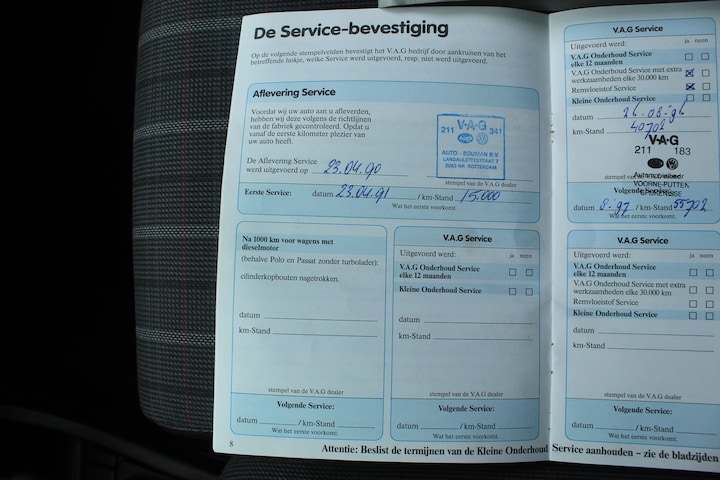 De Service-bevestiging
Op de volgende stempelvelden bevestigt het V.A.G bedrijf door aankruisen van het
betreffende hokje, welke Service werd uitgevoerd, resp. niet werd uitgevoerd.
Aflevering Service
Voordat wij uw auto aan u afleverden,
hebben wij deze volgens de richtlijnen
van de fabriek gecontroleerd. Opdat u
vanaf de eerste kilometer plezier van
uw auto heeft.
V·A·G
211 341
AUTO - BOUSMAN B.V.
3083 NR ROTTERDAM
De Aflevering Service
werd uitgevoerd op 23.04.90
stempel van de V.A.G dealer
Eerste Service: datum 23.04.91 / km-Stand 15.000
Wat het eerste voorkomt.
Na 1000 km voor wagens met
dieselmotor
(behalve Polo en Passat zonder turbolader):
cilinderkopbouten nagetrokken.
datum
km-Stand
stempel van de V.A.G dealer
Volgende Service:
datum / km-Stand
Wat het eerste voorkomt.
8
V.A.G Service
Uitgevoerd werd: ja neen
V.A.G Onderhoud Service
elke 12 maanden
Kleine Onderhoud Service
datum
km-Stand
stempel van de V.A.G dealer
Volgende Service:
datum / km-Stand
Wat het eerste voorkomt.
V.A.G Service
Uitgevoerd werd: ja neen
V.A.G Onderhoud Service
elke 12 maanden
V.A.G Onderhoud Service met extra
werkzaamheden elke 30.000 km
Remvloeistof Service
Kleine Onderhoud Service
datum 26.08.96
km-Stand 40702
V·A·G
211 183
stempel van de V.A.G dealer
VOORNE-PUTTEN
Volgende Service:
datum 8-97 / km-Stand 55702
Wat het eerste voorkomt.
V.A.G Service
Uitgevoerd werd: ja neen
V.A.G Onderhoud Service
elke 12 maanden
V.A.G Onderhoud Service met extra
werkzaamheden elke 30.000 km
Remvloeistof Service
Kleine Onderhoud Service
datum
km-Stand
stempel van de V.A.G dealer
Volgende Service:
datum / km-Stand
Wat het eerste voorkomt.
Attentie: Beslist de termijnen van de Kleine Onderhoud Service aanhouden – zie de bladzijden